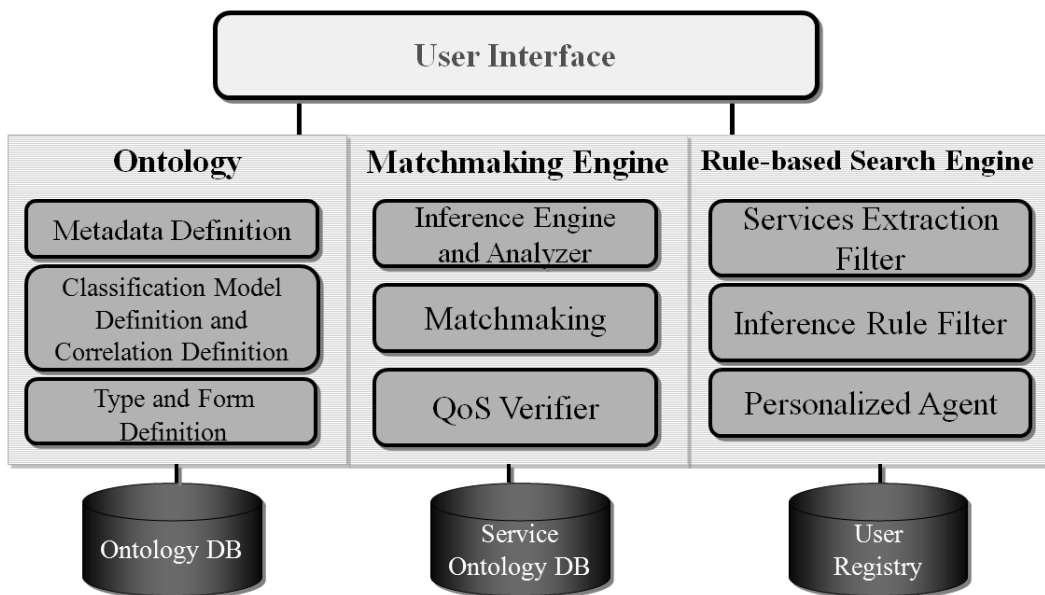 User Interface
Ontology
Metadata Definition
Classification Model
Definition and
Correlation Definition
Type and Form
Definition
Matchmaking Engine
Inference Engine
and Analyzer
Matchmaking
QoS Verifier
Rule-based Search Engine
Services Extraction
Filter
Inference Rule Filter
Personalized Agent
Ontology DB
Service
Ontology DB
User
Registry